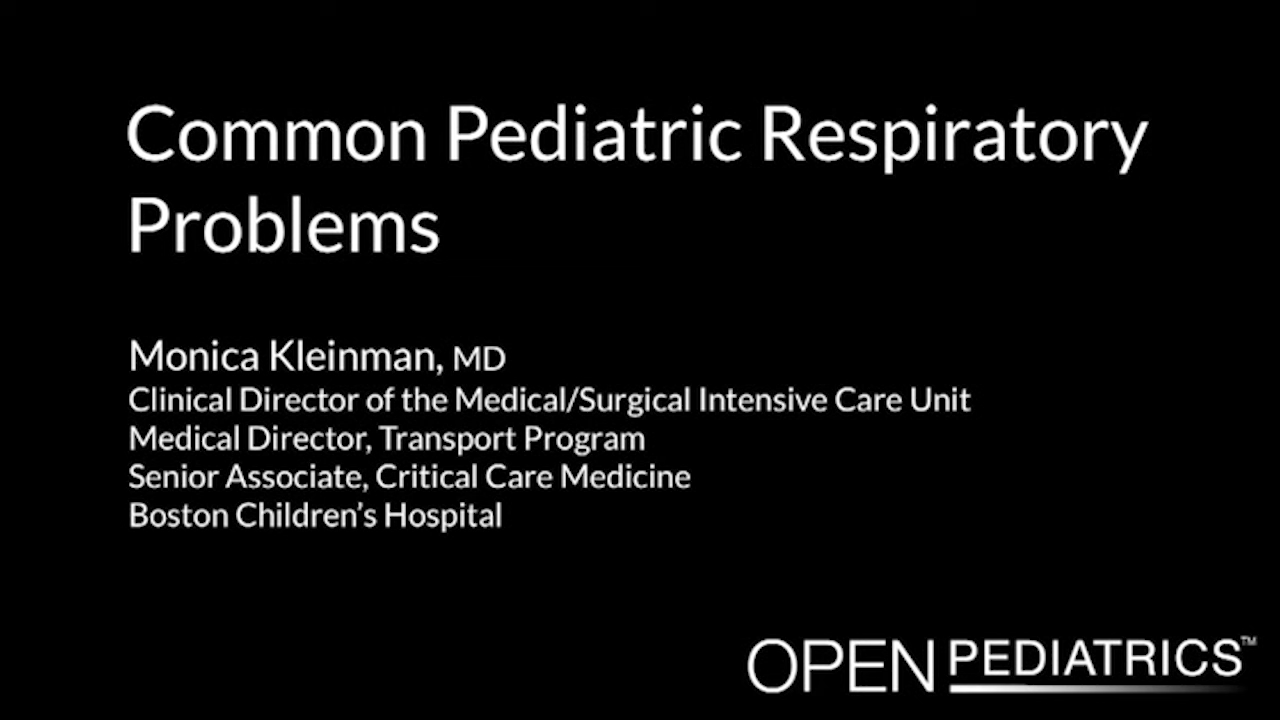 Common Pediatric Respiratory
Problems
Monica Kleinman, MD
Clinical Director of the Medical/Surgical Intensive Care Unit
Medical Director, Transport Program
Senior Associate, Critical Care Medicine
Boston Children’s Hospital
OPEN PEDIATRICS™